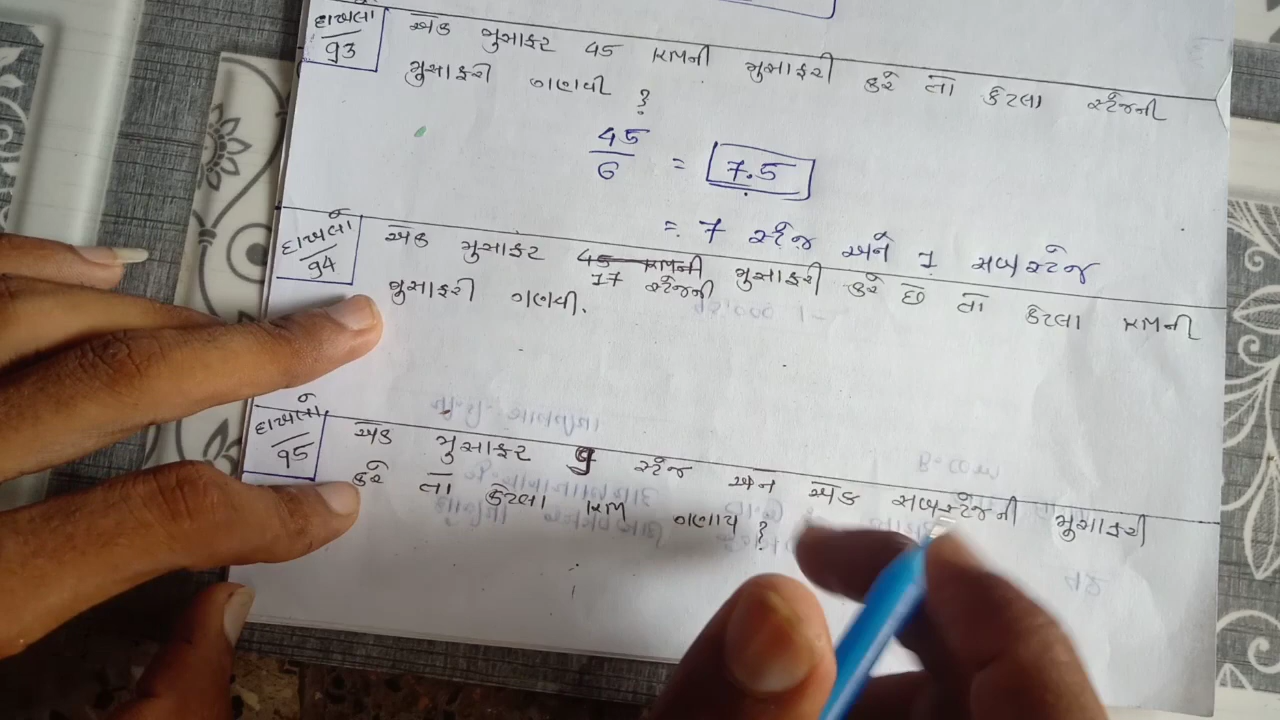 દાખલો 93
એક મુસાફર 45 KMની મુસાફરી કરે તો કેટલા સ્ટેજની
મુસાફરી ગણવી ?
45/6 = 7.5
= 7 સ્ટેજ અને 1 સબસ્ટેજ
દાખલો 94
એક મુસાફર 45 KMની મુસાફરી કરે છે તો કેટલા KMની
17 સ્ટેજની
મુસાફરી ગણવી.
દાખલો 95
એક મુસાફર 9 સ્ટેજ અને એક સબસ્ટેજની મુસાફરી
કરે તો કેટલા KM ગણાય ?